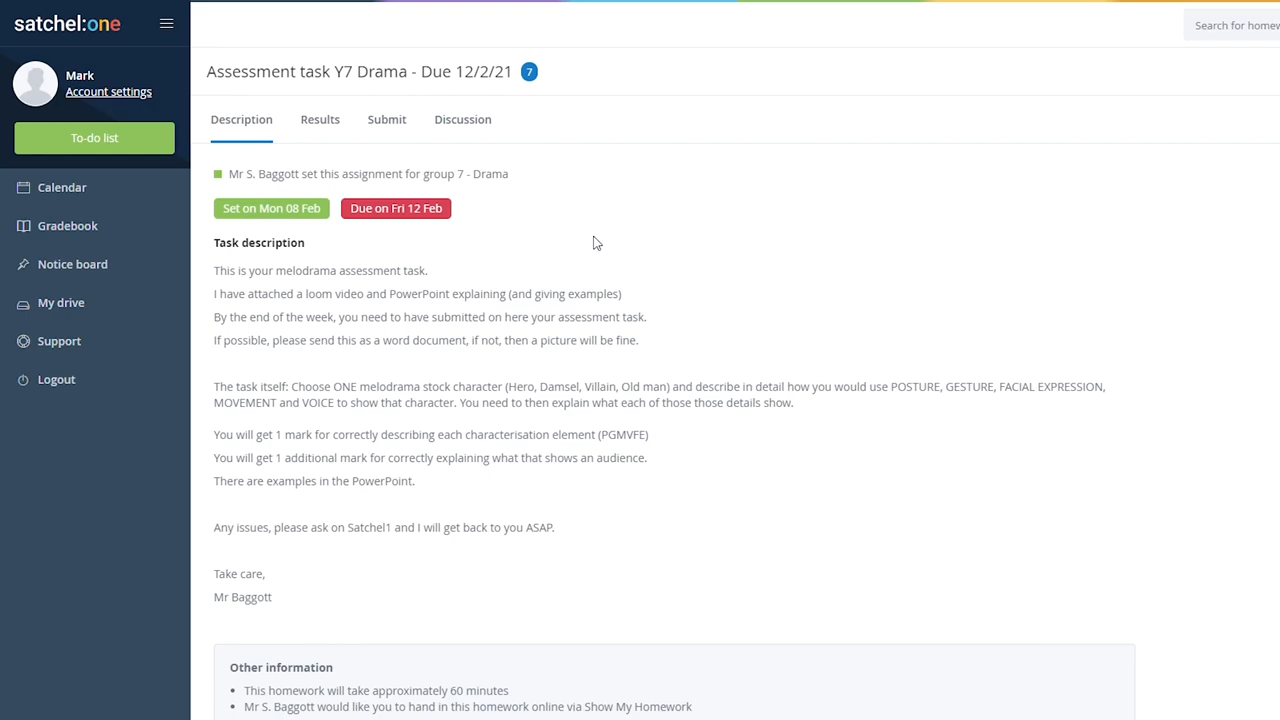 satchel:one
Search for homew
Mark
Account settings
To-do list
Calendar
Gradebook
Notice board
My drive
Support
Logout
Assessment task Y7 Drama - Due 12/2/21 7
Description Results Submit Discussion
Mr S. Baggott set this assignment for group 7 - Drama
Set on Mon 08 Feb Due on Fri 12 Feb
Task description
This is your melodrama assessment task.
I have attached a loom video and PowerPoint explaining (and giving examples)
By the end of the week, you need to have submitted on here your assessment task.
If possible, please send this as a word document, if not, then a picture will be fine.
The task itself: Choose ONE melodrama stock character (Hero, Damsel, Villain, Old man) and describe in detail how you would use POSTURE, GESTURE, FACIAL EXPRESSION,
MOVEMENT and VOICE to show that character. You need to then explain what each of those those details show.
You will get 1 mark for correctly describing each characterisation element (PGMVFE)
You will get 1 additional mark for correctly explaining what that shows an audience.
There are examples in the PowerPoint.
Any issues, please ask on Satchel1 and I will get back to you ASAP.
Take care,
Mr Baggott
Other information
• This homework will take approximately 60 minutes
• Mr S. Baggott would like you to hand in this homework online via Show My Homework